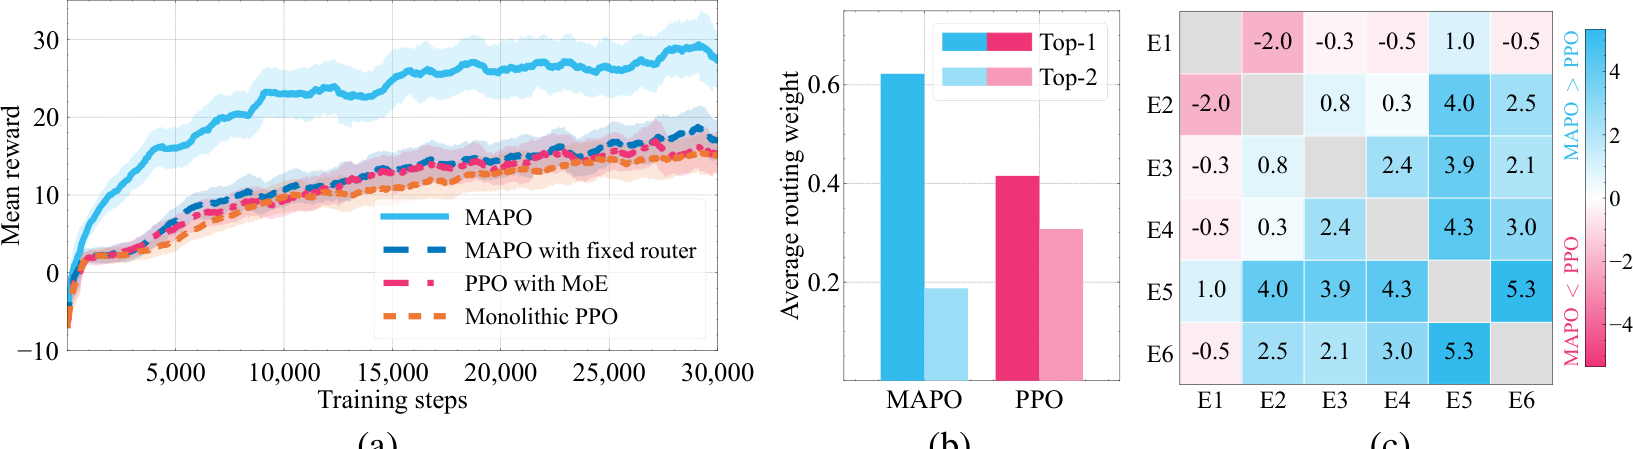 Mean reward
30
20
10
0
−10
5,000 10,000 15,000 20,000 25,000 30,000
Training steps
MAPO
MAPO with fixed router
PPO with MoE
Monolithic PPO
(a)
Average routing weight
0.6
0.4
0.2
Top-1
Top-2
MAPO PPO
(b)
E1 -2.0 -0.3 -0.5 1.0 -0.5
E2 -2.0 0.8 0.3 4.0 2.5
E3 -0.3 0.8 2.4 3.9 2.1
E4 -0.5 0.3 2.4 4.3 3.0
E5 1.0 4.0 3.9 4.3 5.3
E6 -0.5 2.5 2.1 3.0 5.3
E1 E2 E3 E4 E5 E6
(c)
MAPO > PPO
MAPO < PPO
4
2
0
−2
−4